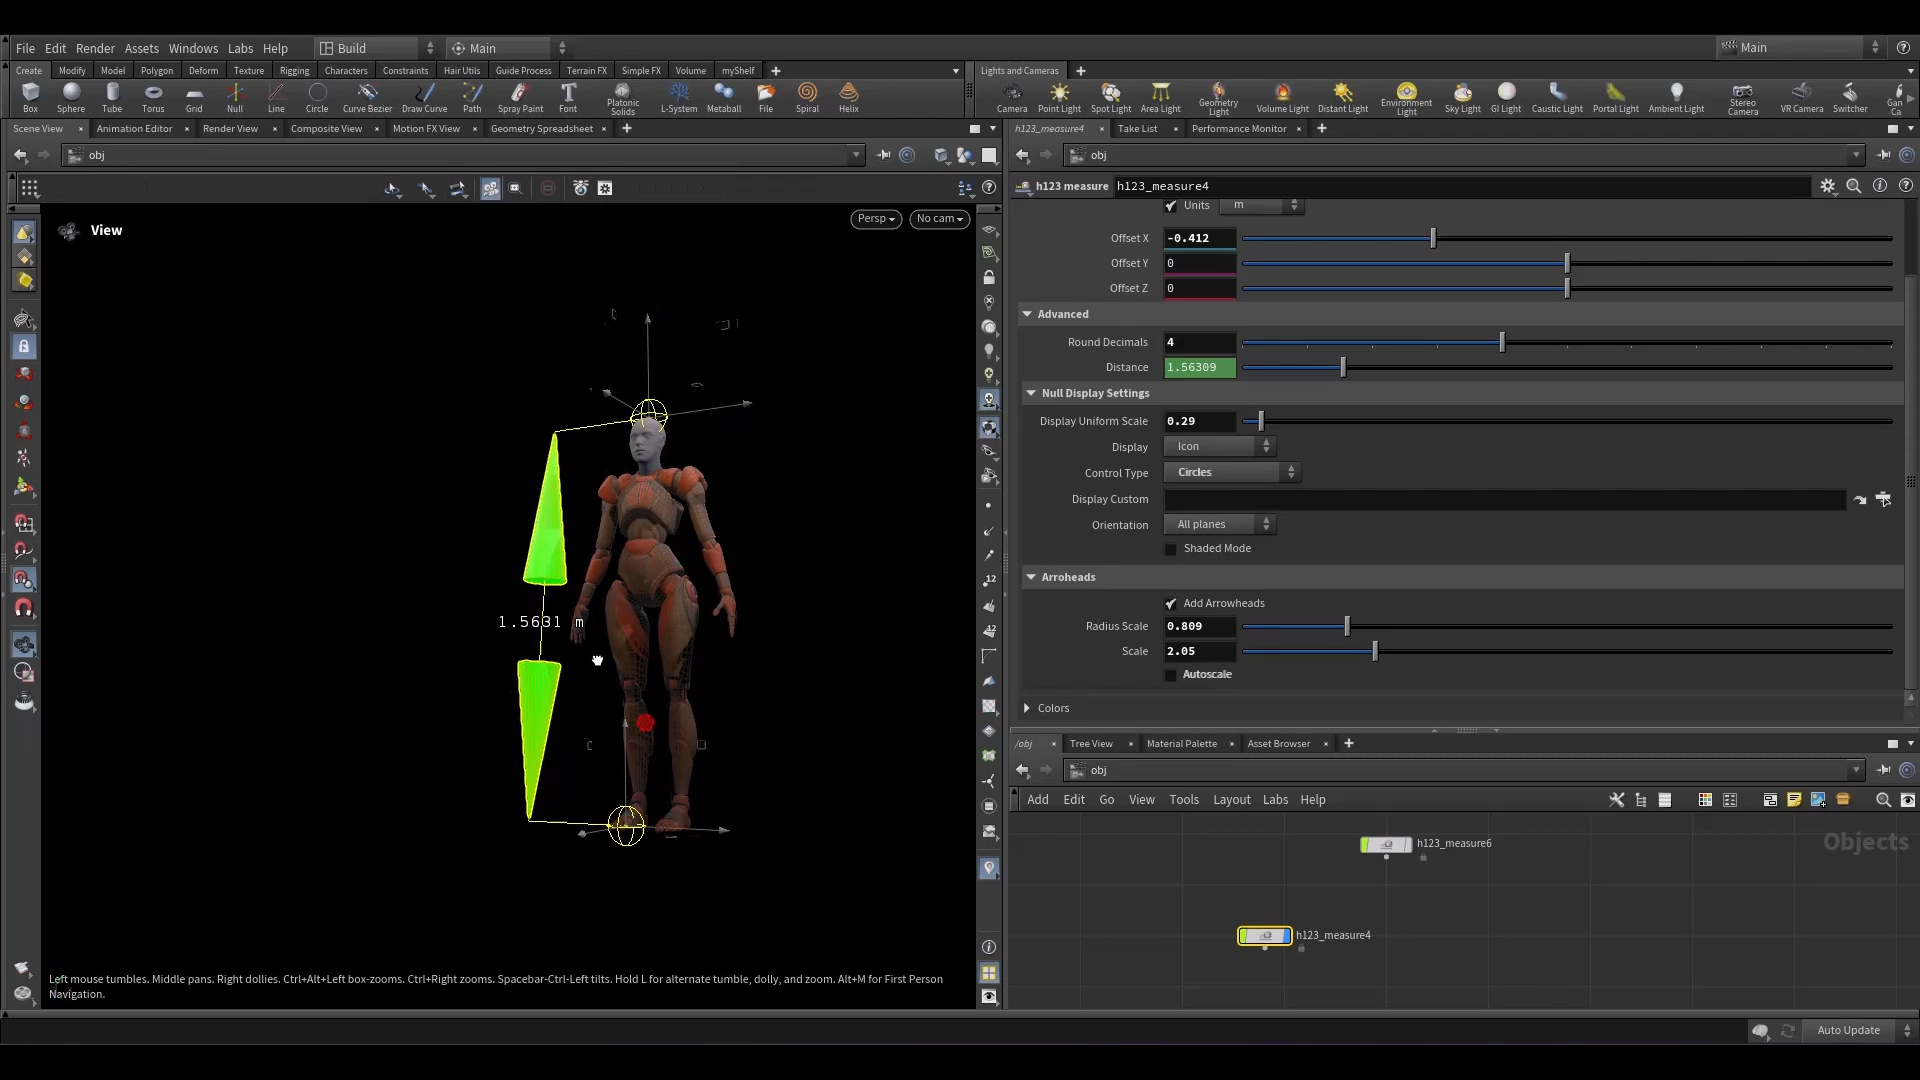 File Edit Render Assets Windows Labs Help Build Main Main
Create Modify Model Polygon Deform Texture Rigging Characters Constraints Hair Utils Guide Process Terrain FX Simple FX Volume myShelf Lights and Cameras
Box Sphere Tube Torus Grid Null Line Circle Curve Bezier Draw Curve Path Spray Paint Font Platonic Solids L-System Metaball File Spiral Helix
Camera Point Light Spot Light Area Light Geometry Light Volume Light Distant Light Environment Light Sky Light GI Light Caustic Light Portal Light Ambient Light Stereo Camera VR Camera Switcher Gan Ca
Scene View Animation Editor Render View Composite View Motion FX View Geometry Spreadsheet
h123_measure4 Take List Performance Monitor
obj
obj
h123 measure h123_measure4
View
Persp No cam
Units m
Offset X -0.412
Offset Y 0
Offset Z 0
Advanced
Round Decimals 4
Distance 1.56309
Null Display Settings
Display Uniform Scale 0.29
Display Icon
Control Type Circles
Display Custom
Orientation All planes
Shaded Mode
Arroheads
Add Arrowheads
Radius Scale 0.809
Scale 2.05
Autoscale
Colors
1.5631 m
12
12
/obj Tree View Material Palette Asset Browser
obj
Add Edit Go View Tools Layout Labs Help
Objects
h123_measure6
h123_measure4
Left mouse tumbles. Middle pans. Right dollies. Ctrl+Alt+Left box-zooms. Ctrl+Right zooms. Spacebar-Ctrl-Left tilts. Hold L for alternate tumble, dolly, and zoom. Alt+M for First Person
Navigation.
Auto Update